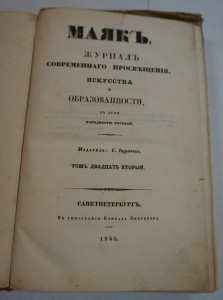 МАЯКЪ,
ЖУРНАЛЪ
СОВРЕМЕННАГО ПРОСВѢЩЕНІЯ,
ИСКУССТВА
И
ОБРАЗОВАННОСТИ,
ВЪ ДУХѢ
НАРОДНОСТИ РУССКОЙ.
Издатель: С. Бурачекъ.
ТОМЪ ДВАДЦАТЬ ВТОРЫЙ.
САНКТПЕТЕРБУРГЪ.
Въ типографіи Конрада Вингебера.
1845.